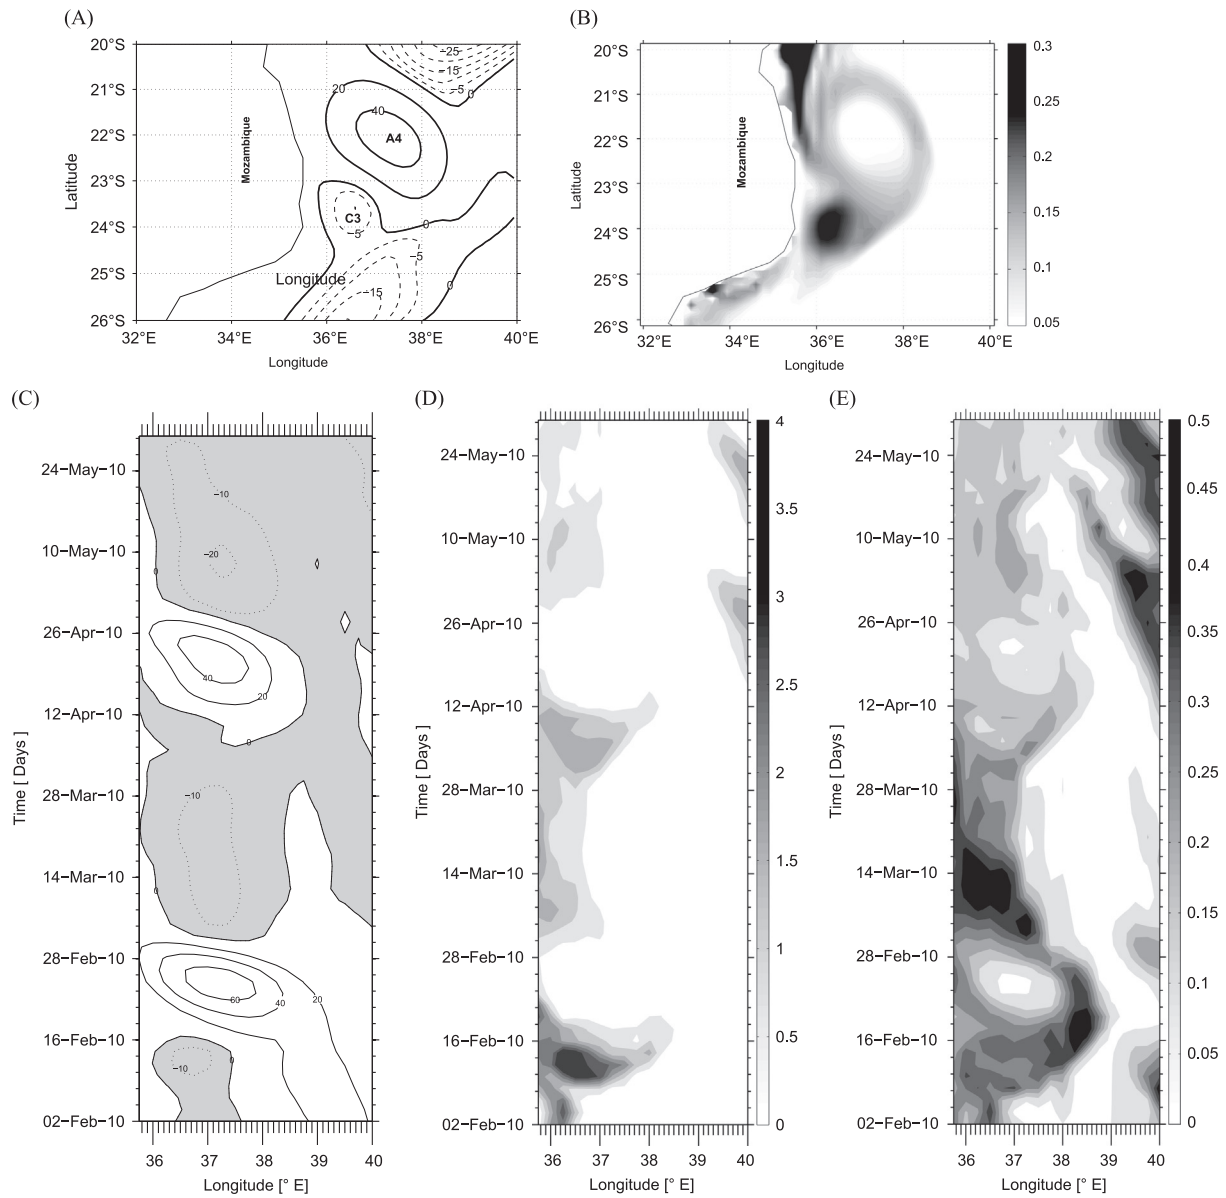 (A)
20°S
21°S
22°S
23°S
24°S
25°S
26°S
Latitude
Mozambique
20
40
A4
C3
−5
−25
−15
−5
0
0
−5
−15
0
Longitude
32°E
34°E
36°E
38°E
40°E
Longitude
(B)
20°S
21°S
22°S
23°S
24°S
25°S
26°S
Latitude
Mozambique
32°E
34°E
36°E
38°E
40°E
Longitude
0.3
0.25
0.2
0.15
0.1
0.05
(C)
24−May−10
10−May−10
26−Apr−10
12−Apr−10
28−Mar−10
14−Mar−10
28−Feb−10
16−Feb−10
02−Feb−10
Time [ Days ]
−10
−20
0
40
20
0
−10
0
60
40
20
0
−10
36
37
38
39
40
Longitude [° E]
(D)
24−May−10
10−May−10
26−Apr−10
12−Apr−10
28−Mar−10
14−Mar−10
28−Feb−10
16−Feb−10
02−Feb−10
Time [ Days ]
36
37
38
39
40
Longitude [° E]
4
3.5
3
2.5
2
1.5
1
0.5
0
(E)
24−May−10
10−May−10
26−Apr−10
12−Apr−10
28−Mar−10
14−Mar−10
28−Feb−10
16−Feb−10
02−Feb−10
Time [ Days ]
36
37
38
39
40
Longitude [° E]
0.5
0.45
0.4
0.35
0.3
0.25
0.2
0.15
0.1
0.05
0